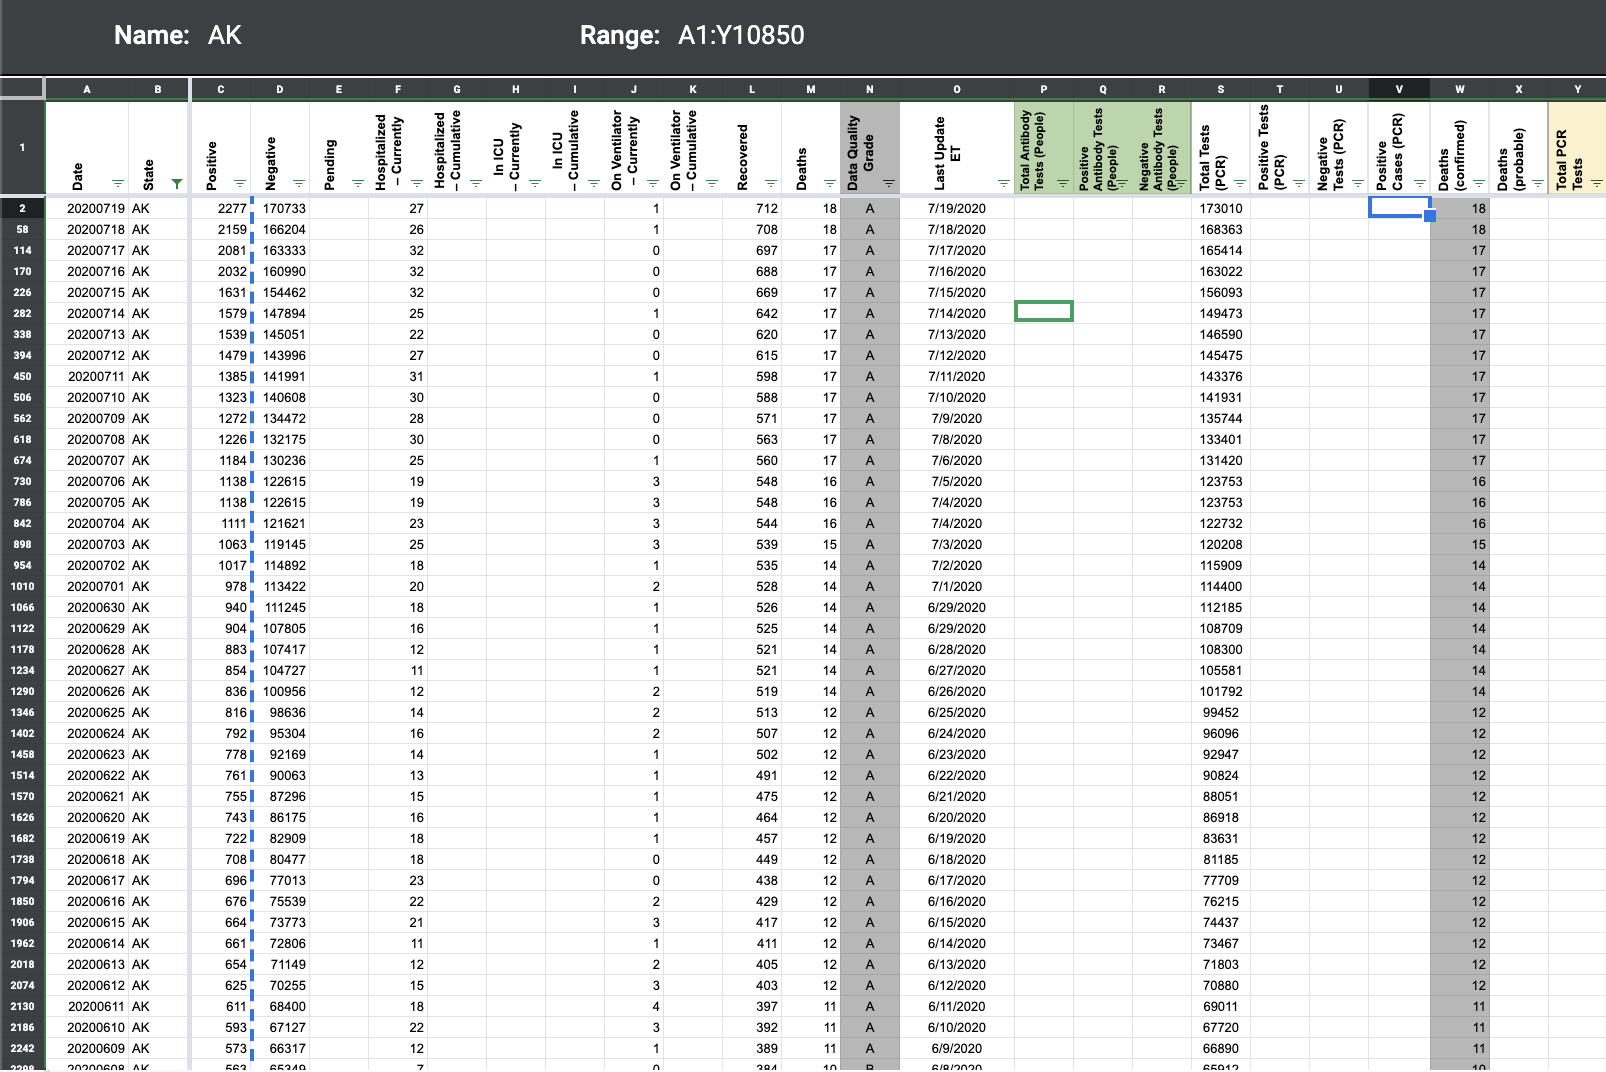 Name: AK Range: A1:Y10850
A B C D E F G H I J K L M N O P Q R S T U V W X Y
1 Date State Positive Negative Pending Hospitalized – Currently Hospitalized – Cumulative In ICU – Currently In ICU – Cumulative On Ventilator – Currently On Ventilator – Cumulative Recovered Deaths Data Quality Grade Last Update ET Total Antibody Tests (People) Positive Antibody Tests (People) Negative Antibody Tests (People) Total Tests (PCR) Positive Tests (PCR) Negative Tests (PCR) Positive Cases (PCR) Deaths (confirmed) Deaths (probable) Total PCR Tests
2 20200719 AK 2277 170733 27 1 712 18 A 7/19/2020 173010 18
58 20200718 AK 2159 166204 26 1 708 18 A 7/18/2020 168363 18
114 20200717 AK 2081 163333 32 0 697 17 A 7/17/2020 165414 17
170 20200716 AK 2032 160990 32 0 688 17 A 7/16/2020 163022 17
226 20200715 AK 1631 154462 32 0 669 17 A 7/15/2020 156093 17
282 20200714 AK 1579 147894 25 1 642 17 A 7/14/2020 149473 17
338 20200713 AK 1539 145051 22 0 620 17 A 7/13/2020 146590 17
394 20200712 AK 1479 143996 27 0 615 17 A 7/12/2020 145475 17
450 20200711 AK 1385 141991 31 1 598 17 A 7/11/2020 143376 17
506 20200710 AK 1323 140608 30 0 588 17 A 7/10/2020 141931 17
562 20200709 AK 1272 134472 28 0 571 17 A 7/9/2020 135744 17
618 20200708 AK 1226 132175 30 0 563 17 A 7/8/2020 133401 17
674 20200707 AK 1184 130236 25 1 560 17 A 7/6/2020 131420 17
730 20200706 AK 1138 122615 19 3 548 16 A 7/5/2020 123753 16
786 20200705 AK 1138 122615 19 3 548 16 A 7/4/2020 123753 16
842 20200704 AK 1111 121621 23 3 544 16 A 7/4/2020 122732 16
898 20200703 AK 1063 119145 25 3 539 15 A 7/3/2020 120208 15
954 20200702 AK 1017 114892 18 1 535 14 A 7/2/2020 115909 14
1010 20200701 AK 978 113422 20 2 528 14 A 7/1/2020 114400 14
1066 20200630 AK 940 111245 18 1 526 14 A 6/29/2020 112185 14
1122 20200629 AK 904 107805 16 1 525 14 A 6/29/2020 108709 14
1178 20200628 AK 883 107417 12 1 521 14 A 6/28/2020 108300 14
1234 20200627 AK 854 104727 11 1 521 14 A 6/27/2020 105581 14
1290 20200626 AK 836 100956 12 2 519 14 A 6/26/2020 101792 14
1346 20200625 AK 816 98636 14 2 513 12 A 6/25/2020 99452 12
1402 20200624 AK 792 95304 16 2 507 12 A 6/24/2020 96096 12
1458 20200623 AK 778 92169 14 1 502 12 A 6/23/2020 92947 12
1514 20200622 AK 761 90063 13 1 491 12 A 6/22/2020 90824 12
1570 20200621 AK 755 87296 15 1 475 12 A 6/21/2020 88051 12
1626 20200620 AK 743 86175 16 1 464 12 A 6/20/2020 86918 12
1682 20200619 AK 722 82909 18 1 457 12 A 6/19/2020 83631 12
1738 20200618 AK 708 80477 18 0 449 12 A 6/18/2020 81185 12
1794 20200617 AK 696 77013 23 0 438 12 A 6/17/2020 77709 12
1850 20200616 AK 676 75539 22 2 429 12 A 6/16/2020 76215 12
1906 20200615 AK 664 73773 21 3 417 12 A 6/15/2020 74437 12
1962 20200614 AK 661 72806 11 1 411 12 A 6/14/2020 73467 12
2018 20200613 AK 654 71149 12 2 405 12 A 6/13/2020 71803 12
2074 20200612 AK 625 70255 15 3 403 12 A 6/12/2020 70880 12
2130 20200611 AK 611 68400 18 4 397 11 A 6/11/2020 69011 11
2186 20200610 AK 593 67127 22 3 392 11 A 6/10/2020 67720 11
2242 20200609 AK 573 66317 12 1 389 11 A 6/9/2020 66890 11
2298 20200608 AK 563 65349 7 0 384 10 B 6/8/2020 65912 10